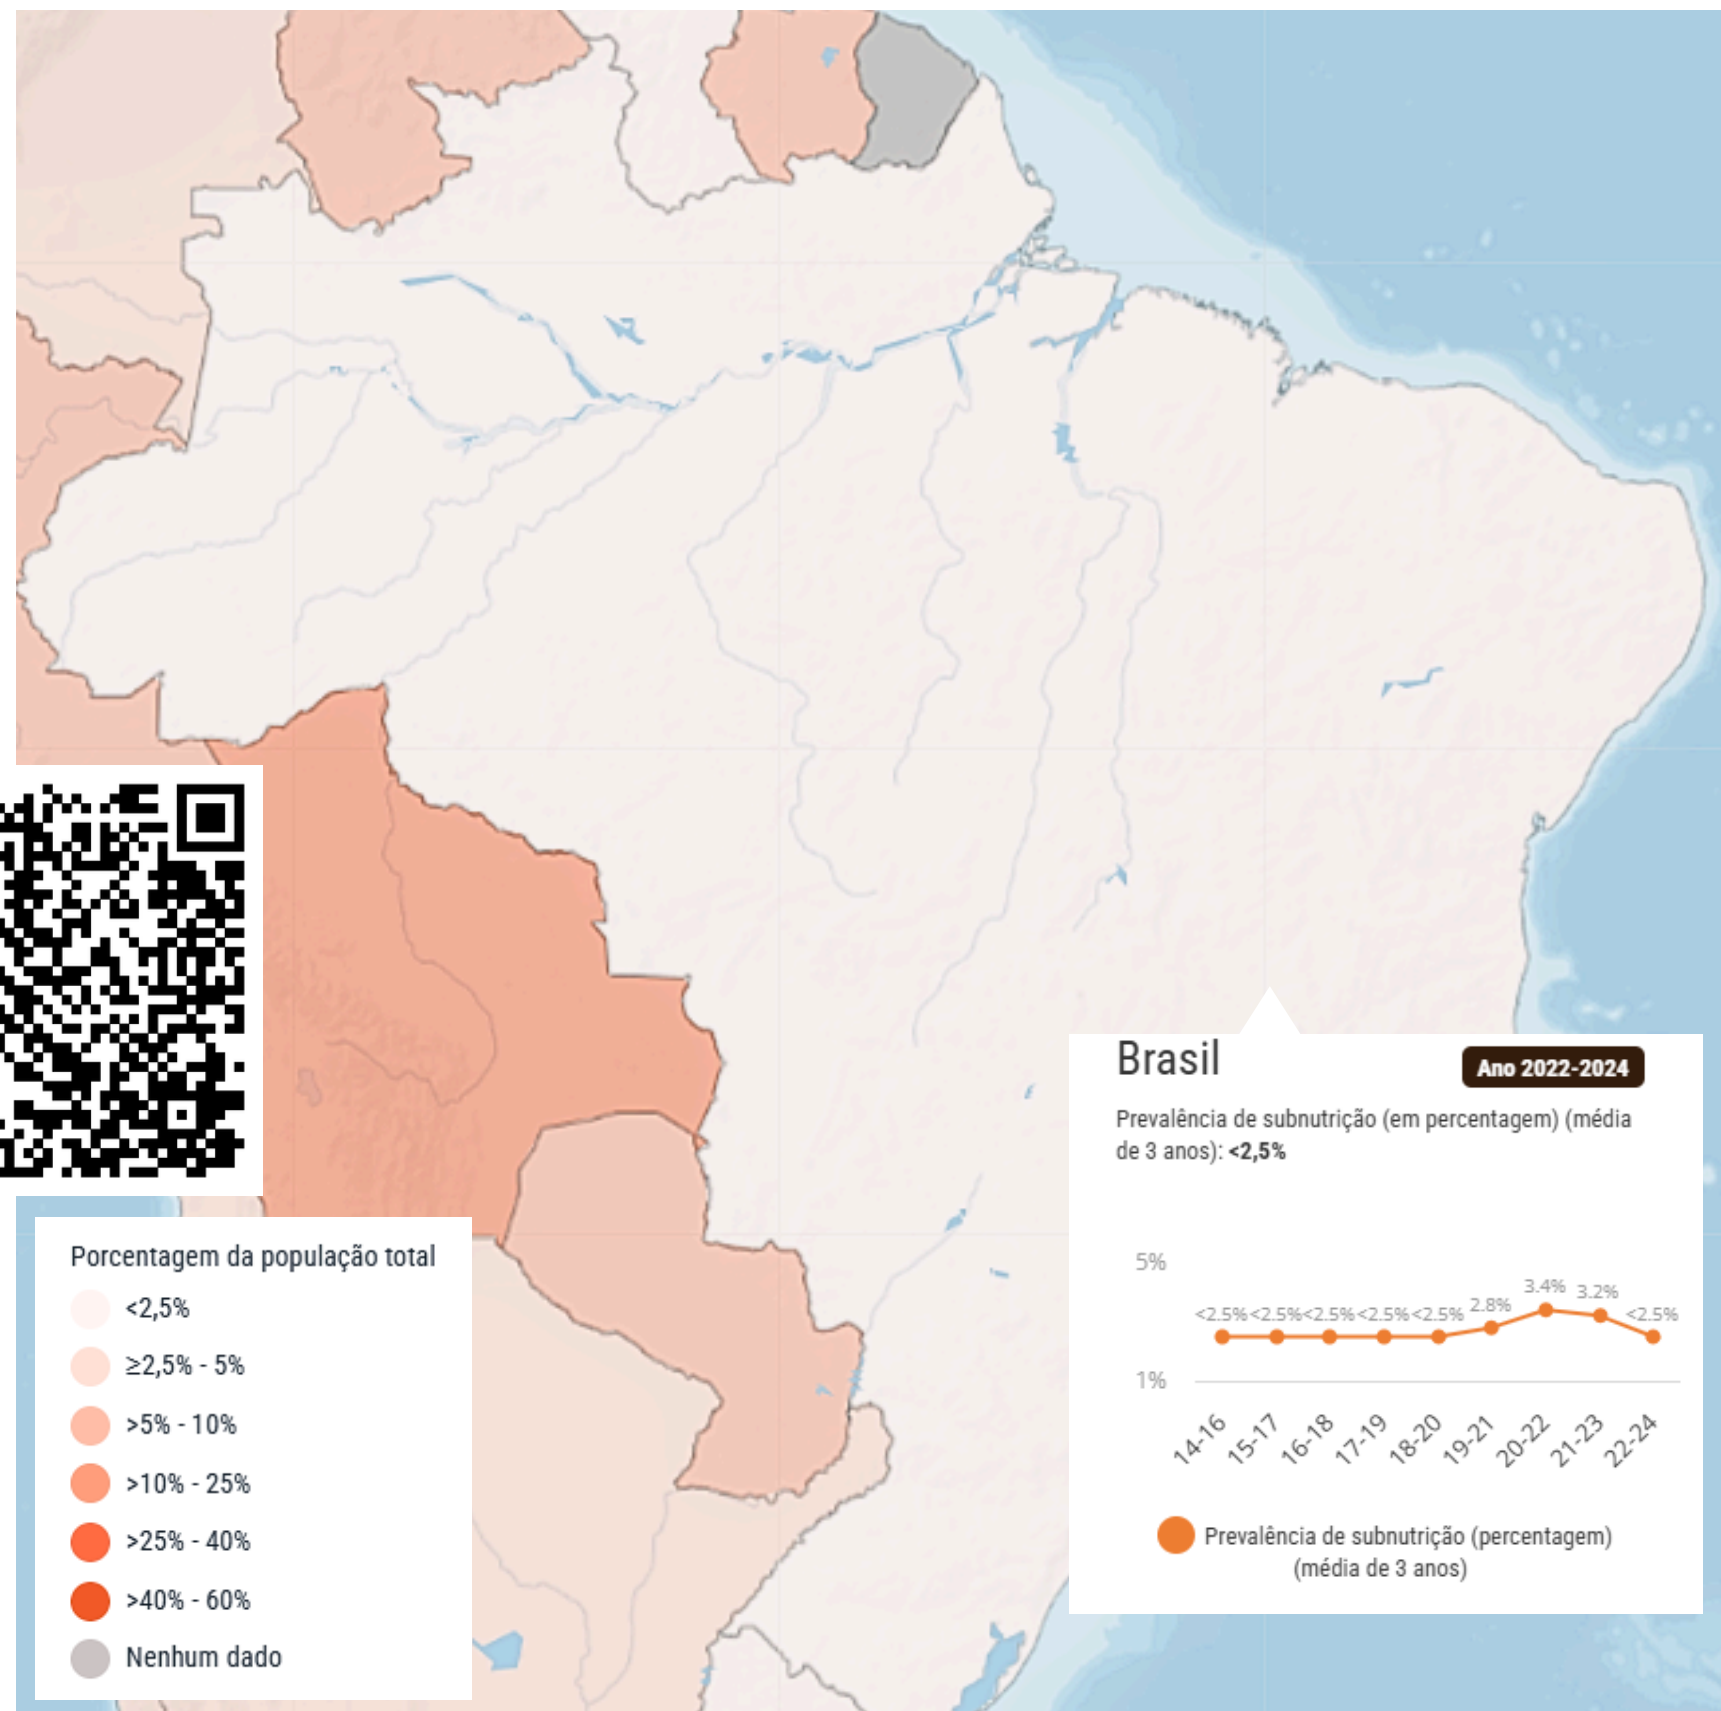 Brasil
Ano 2022-2024
Prevalência de subnutrição (em percentagem) (média
de 3 anos): <2,5%
5%
<2.5% <2.5% <2.5% <2.5% <2.5% 2.8% 3.4% 3.2% <2.5%
1%
14-16 15-17 16-18 17-19 18-20 19-21 20-22 21-23 22-24
Prevalência de subnutrição (percentagem)
(média de 3 anos)
Porcentagem da população total
<2,5%
≥2,5% - 5%
>5% - 10%
>10% - 25%
>25% - 40%
>40% - 60%
Nenhum dado